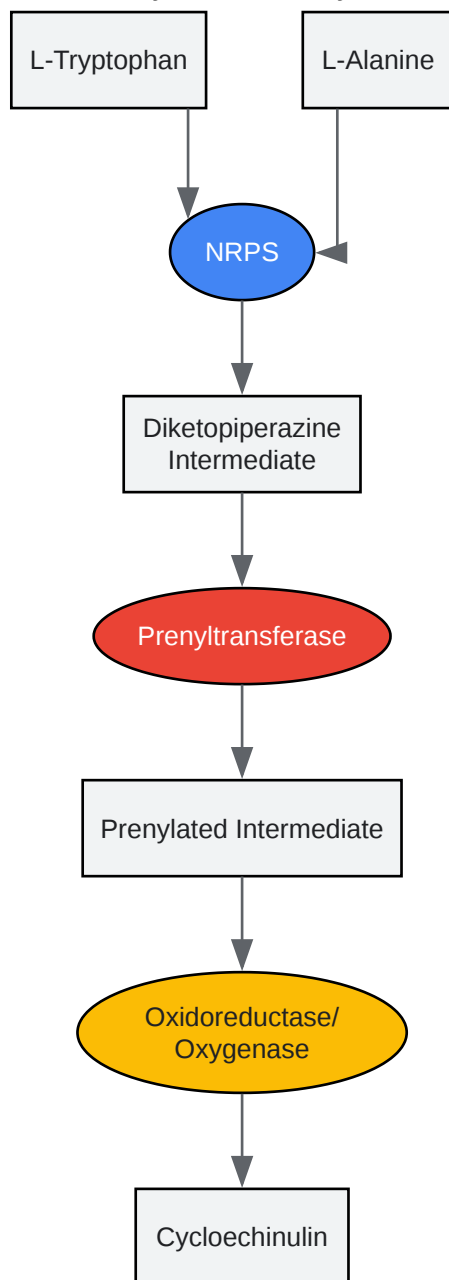 L-Tryptophan
L-Alanine
NRPS
Diketopiperazine
Intermediate
Prenyltransferase
Prenylated Intermediate
Oxidoreductase/
Oxygenase
Cycloechinulin